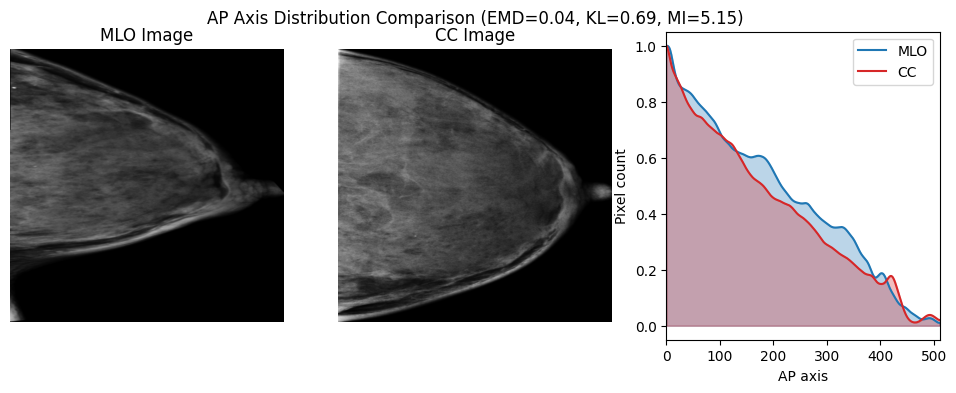 AP Axis Distribution Comparison (EMD=0.04, KL=0.69, MI=5.15)
MLO Image
CC Image
MLO
CC
Pixel count
1.0
0.8
0.6
0.4
0.2
0.0
0 100 200 300 400 500
AP axis